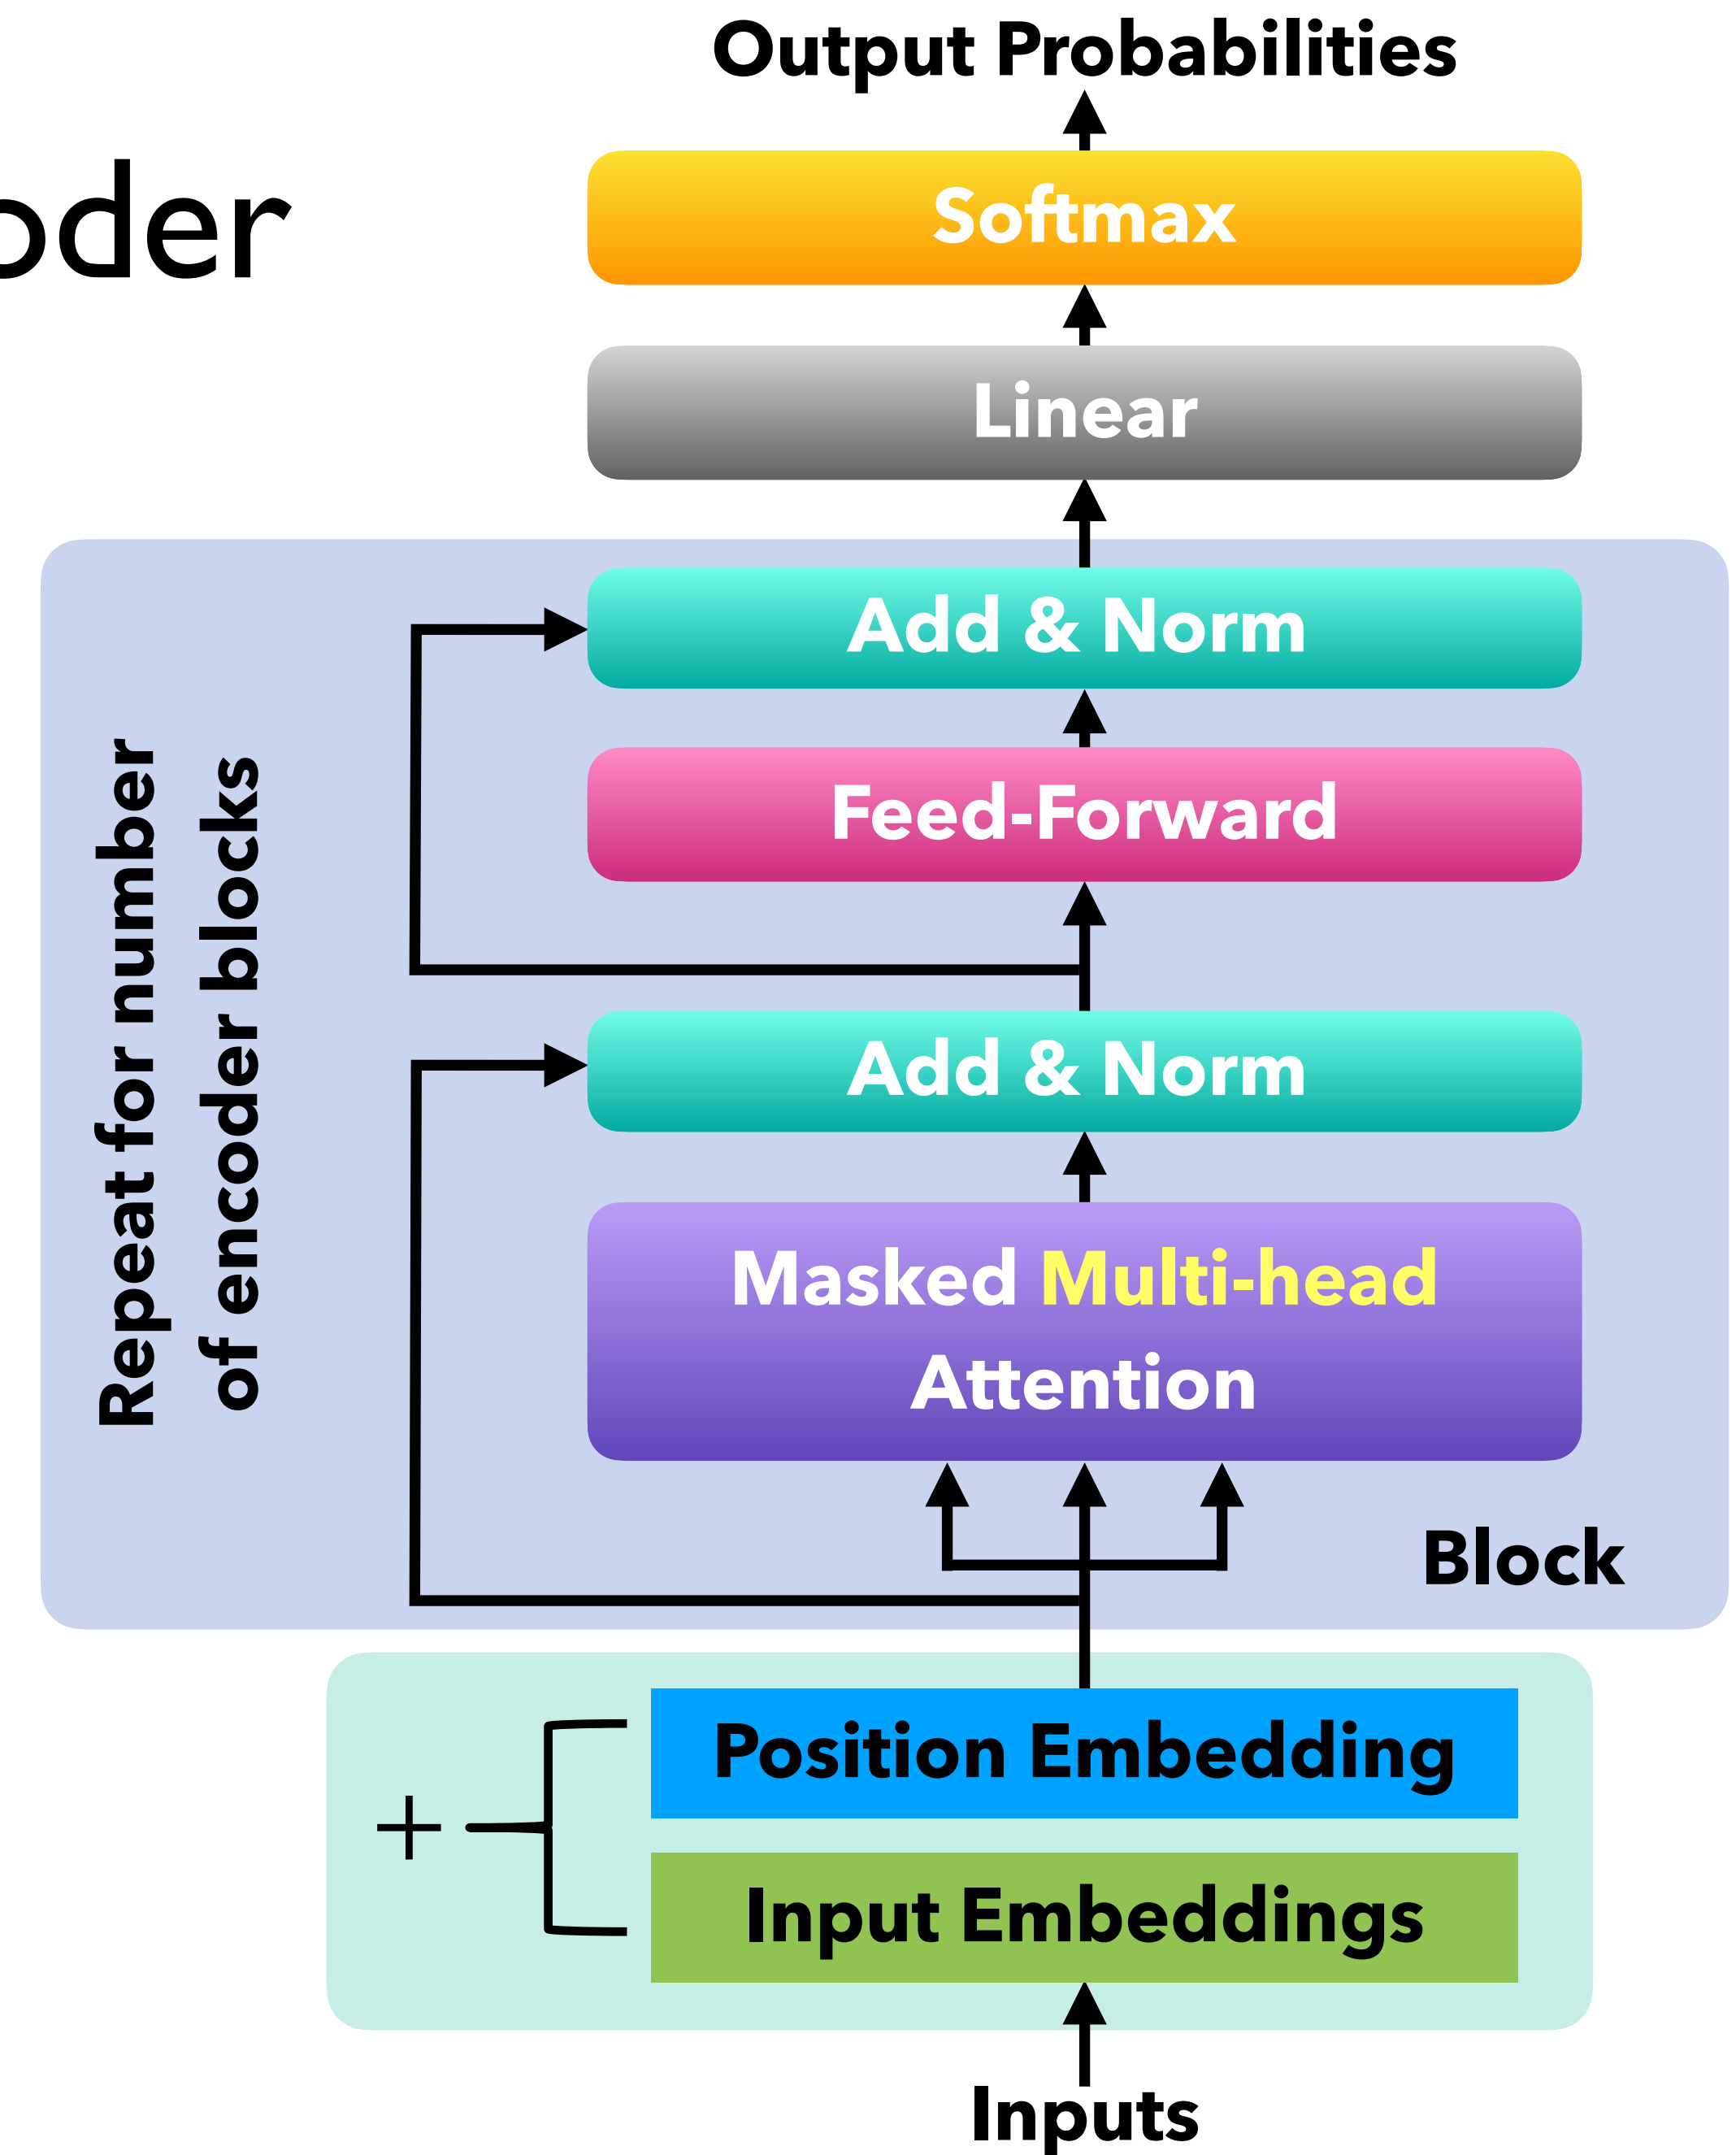 Output Probabilities
oder
Softmax
Linear
Add & Norm
Feed-Forward
Add & Norm
Masked Multi-head
Attention
Repeat for number
of encoder blocks
Block
Position Embedding
+
Input Embeddings
Inputs